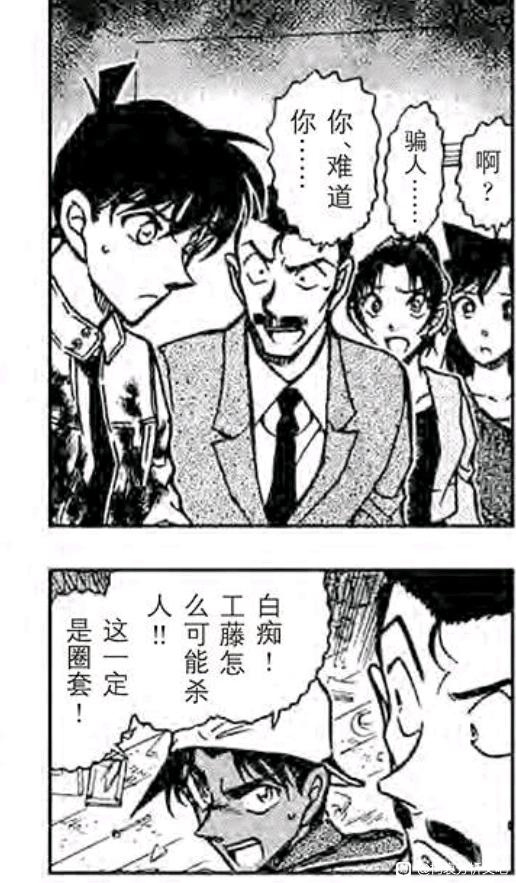 啊？
骗人……
你、难道
你……
白痴！
工藤怎
么可能杀
人!!
这一定
是圈套！